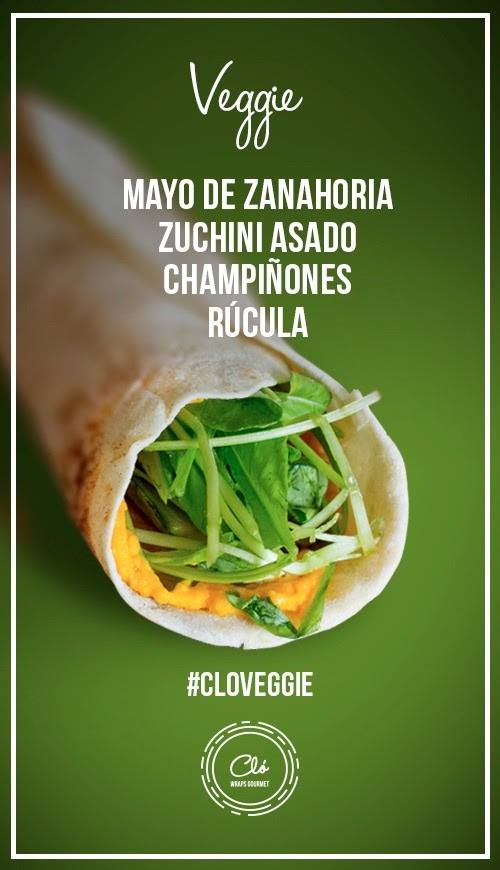 Veggie
MAYO DE ZANAHORIA
ZUCHINI ASADO
CHAMPIÑONES
RÚCULA
#CLOVEGGIE
Cló
WRAPS GOURMET